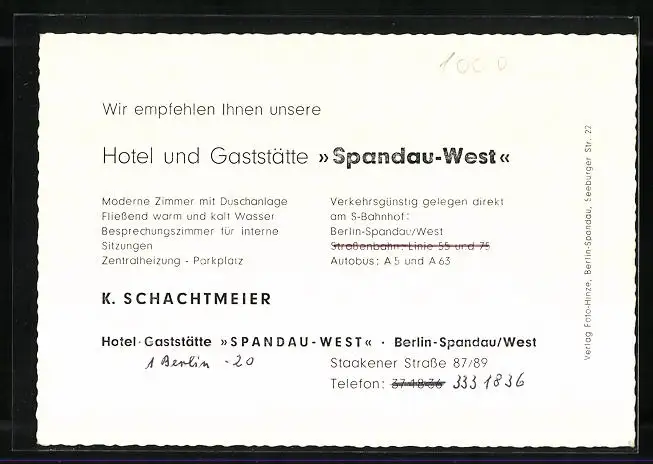 1000
Wir empfehlen Ihnen unsere
Hotel und Gaststätte »Spandau-West«
Moderne Zimmer mit Duschanlage
Fließend warm und kalt Wasser
Besprechungszimmer für interne
Sitzungen
Zentralheizung - Parkplatz
Verkehrsgünstig gelegen direkt
am S-Bahnhof:
Berlin-Spandau/West
Straßenbahn: Linie 55 und 75
Autobus: A 5 und A 63
K. SCHACHTMEIER
Hotel-Gaststätte »SPANDAU-WEST« · Berlin-Spandau/West
1 Berlin - 20
Staakener Straße 87/89
Telefon: 37 18 36 333 1836
Verlag Foto-Hinze, Berlin-Spandau, Seeburger Str. 22